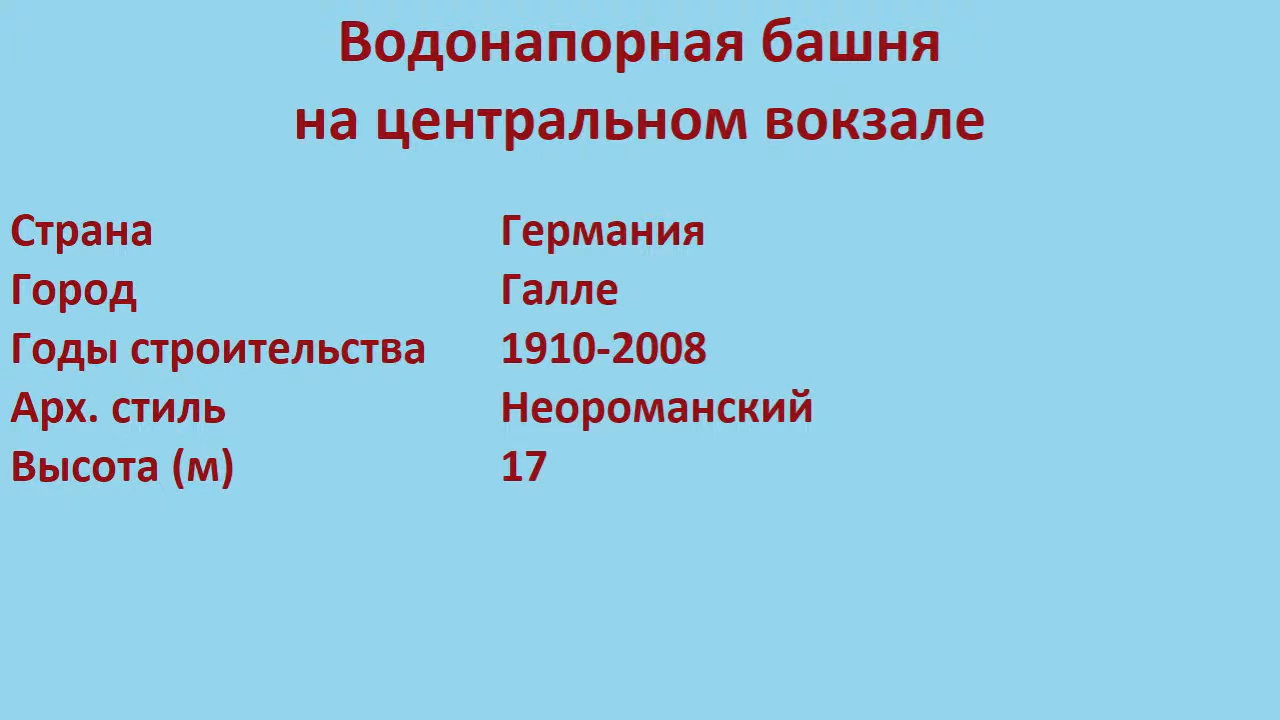 Водонапорная башня
на центральном вокзале
Страна Германия
Город Галле
Годы строительства 1910-2008
Арх. стиль Неороманский
Высота (м) 17